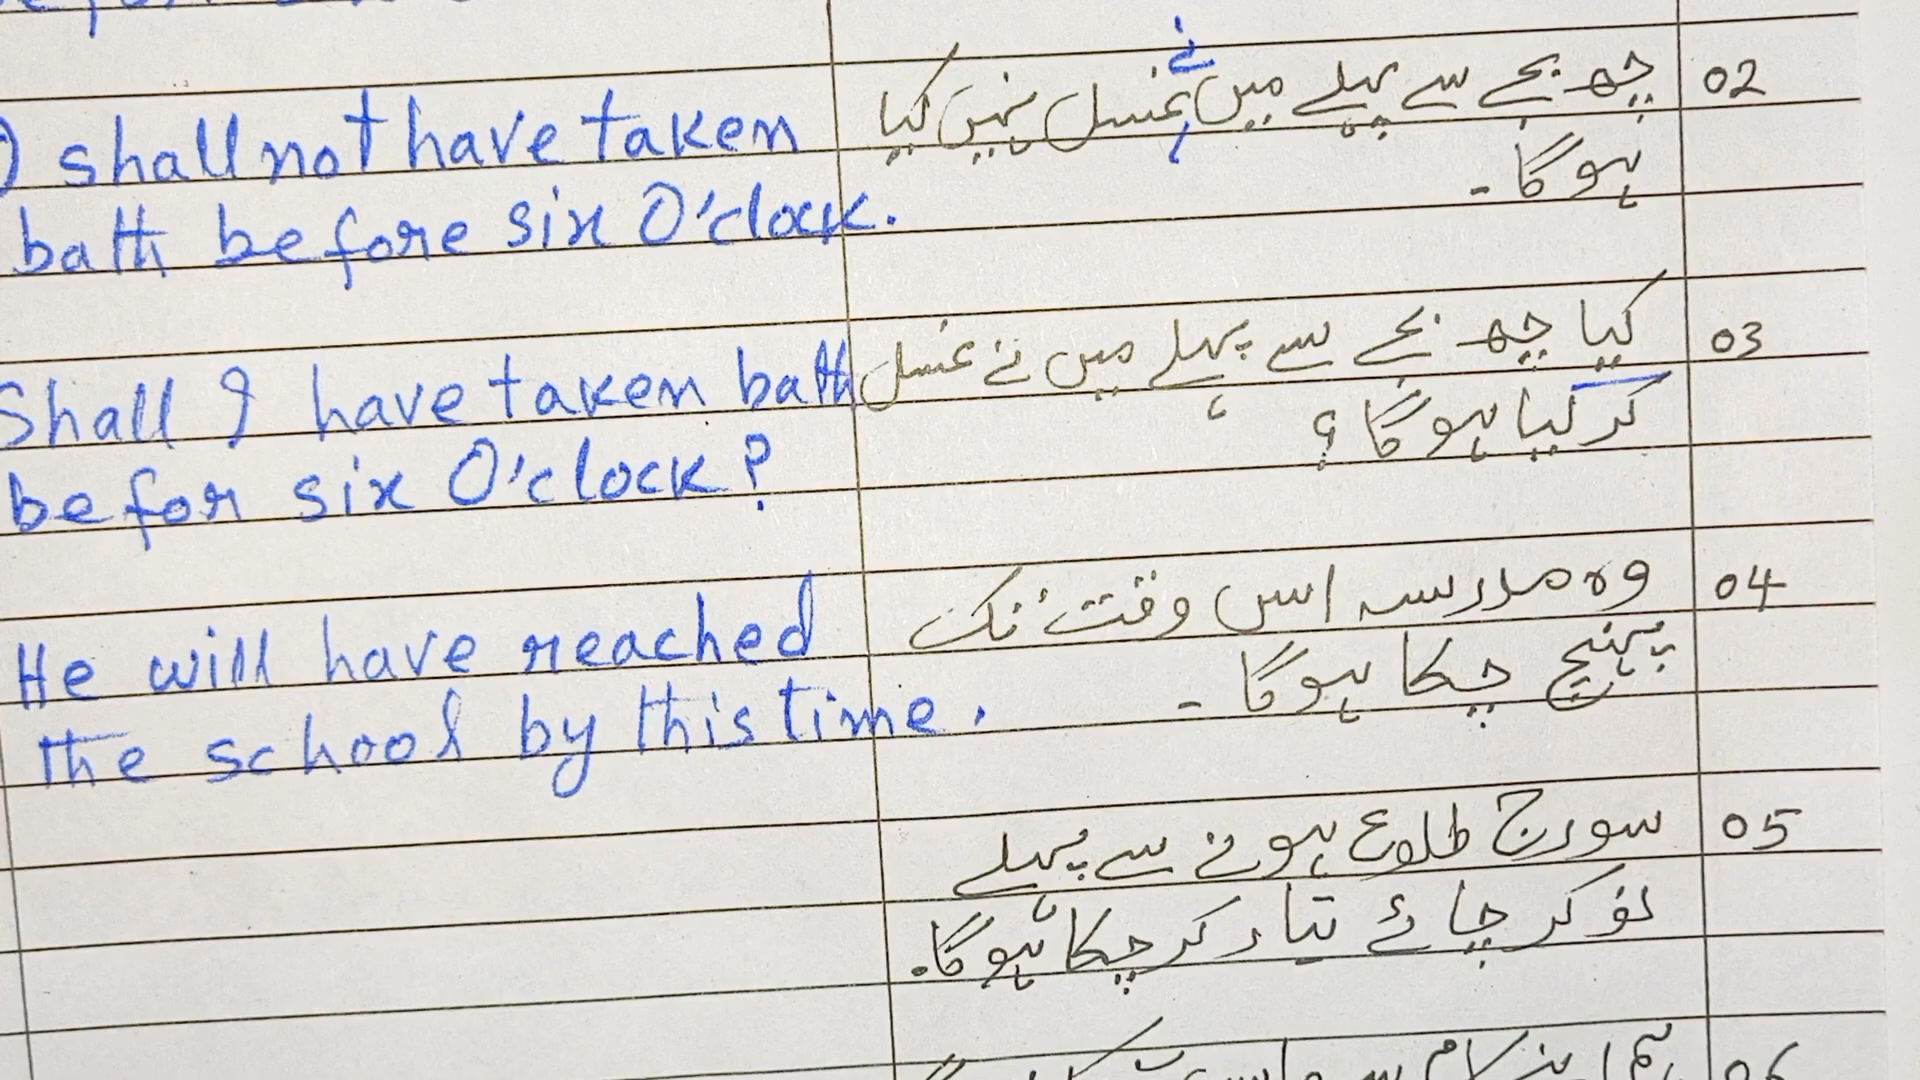 02 چھ بجے سے پہلے میں نے غسل نہیں کیا
ہوگا۔
I shall not have taken
bath before six O'clock.
03 کیا چھ بجے سے پہلے میں نے غسل
کر کیا ہوگا؟
Shall I have taken bath
befor six O'clock?
04 وہ مدرسہ اس وقت تک
پہنچ چکا ہوگا۔
He will have reached
the school by this time.
05 سورج طلوع ہونے سے پہلے
نوکر چائے تیار کر چکا ہوگا۔
06